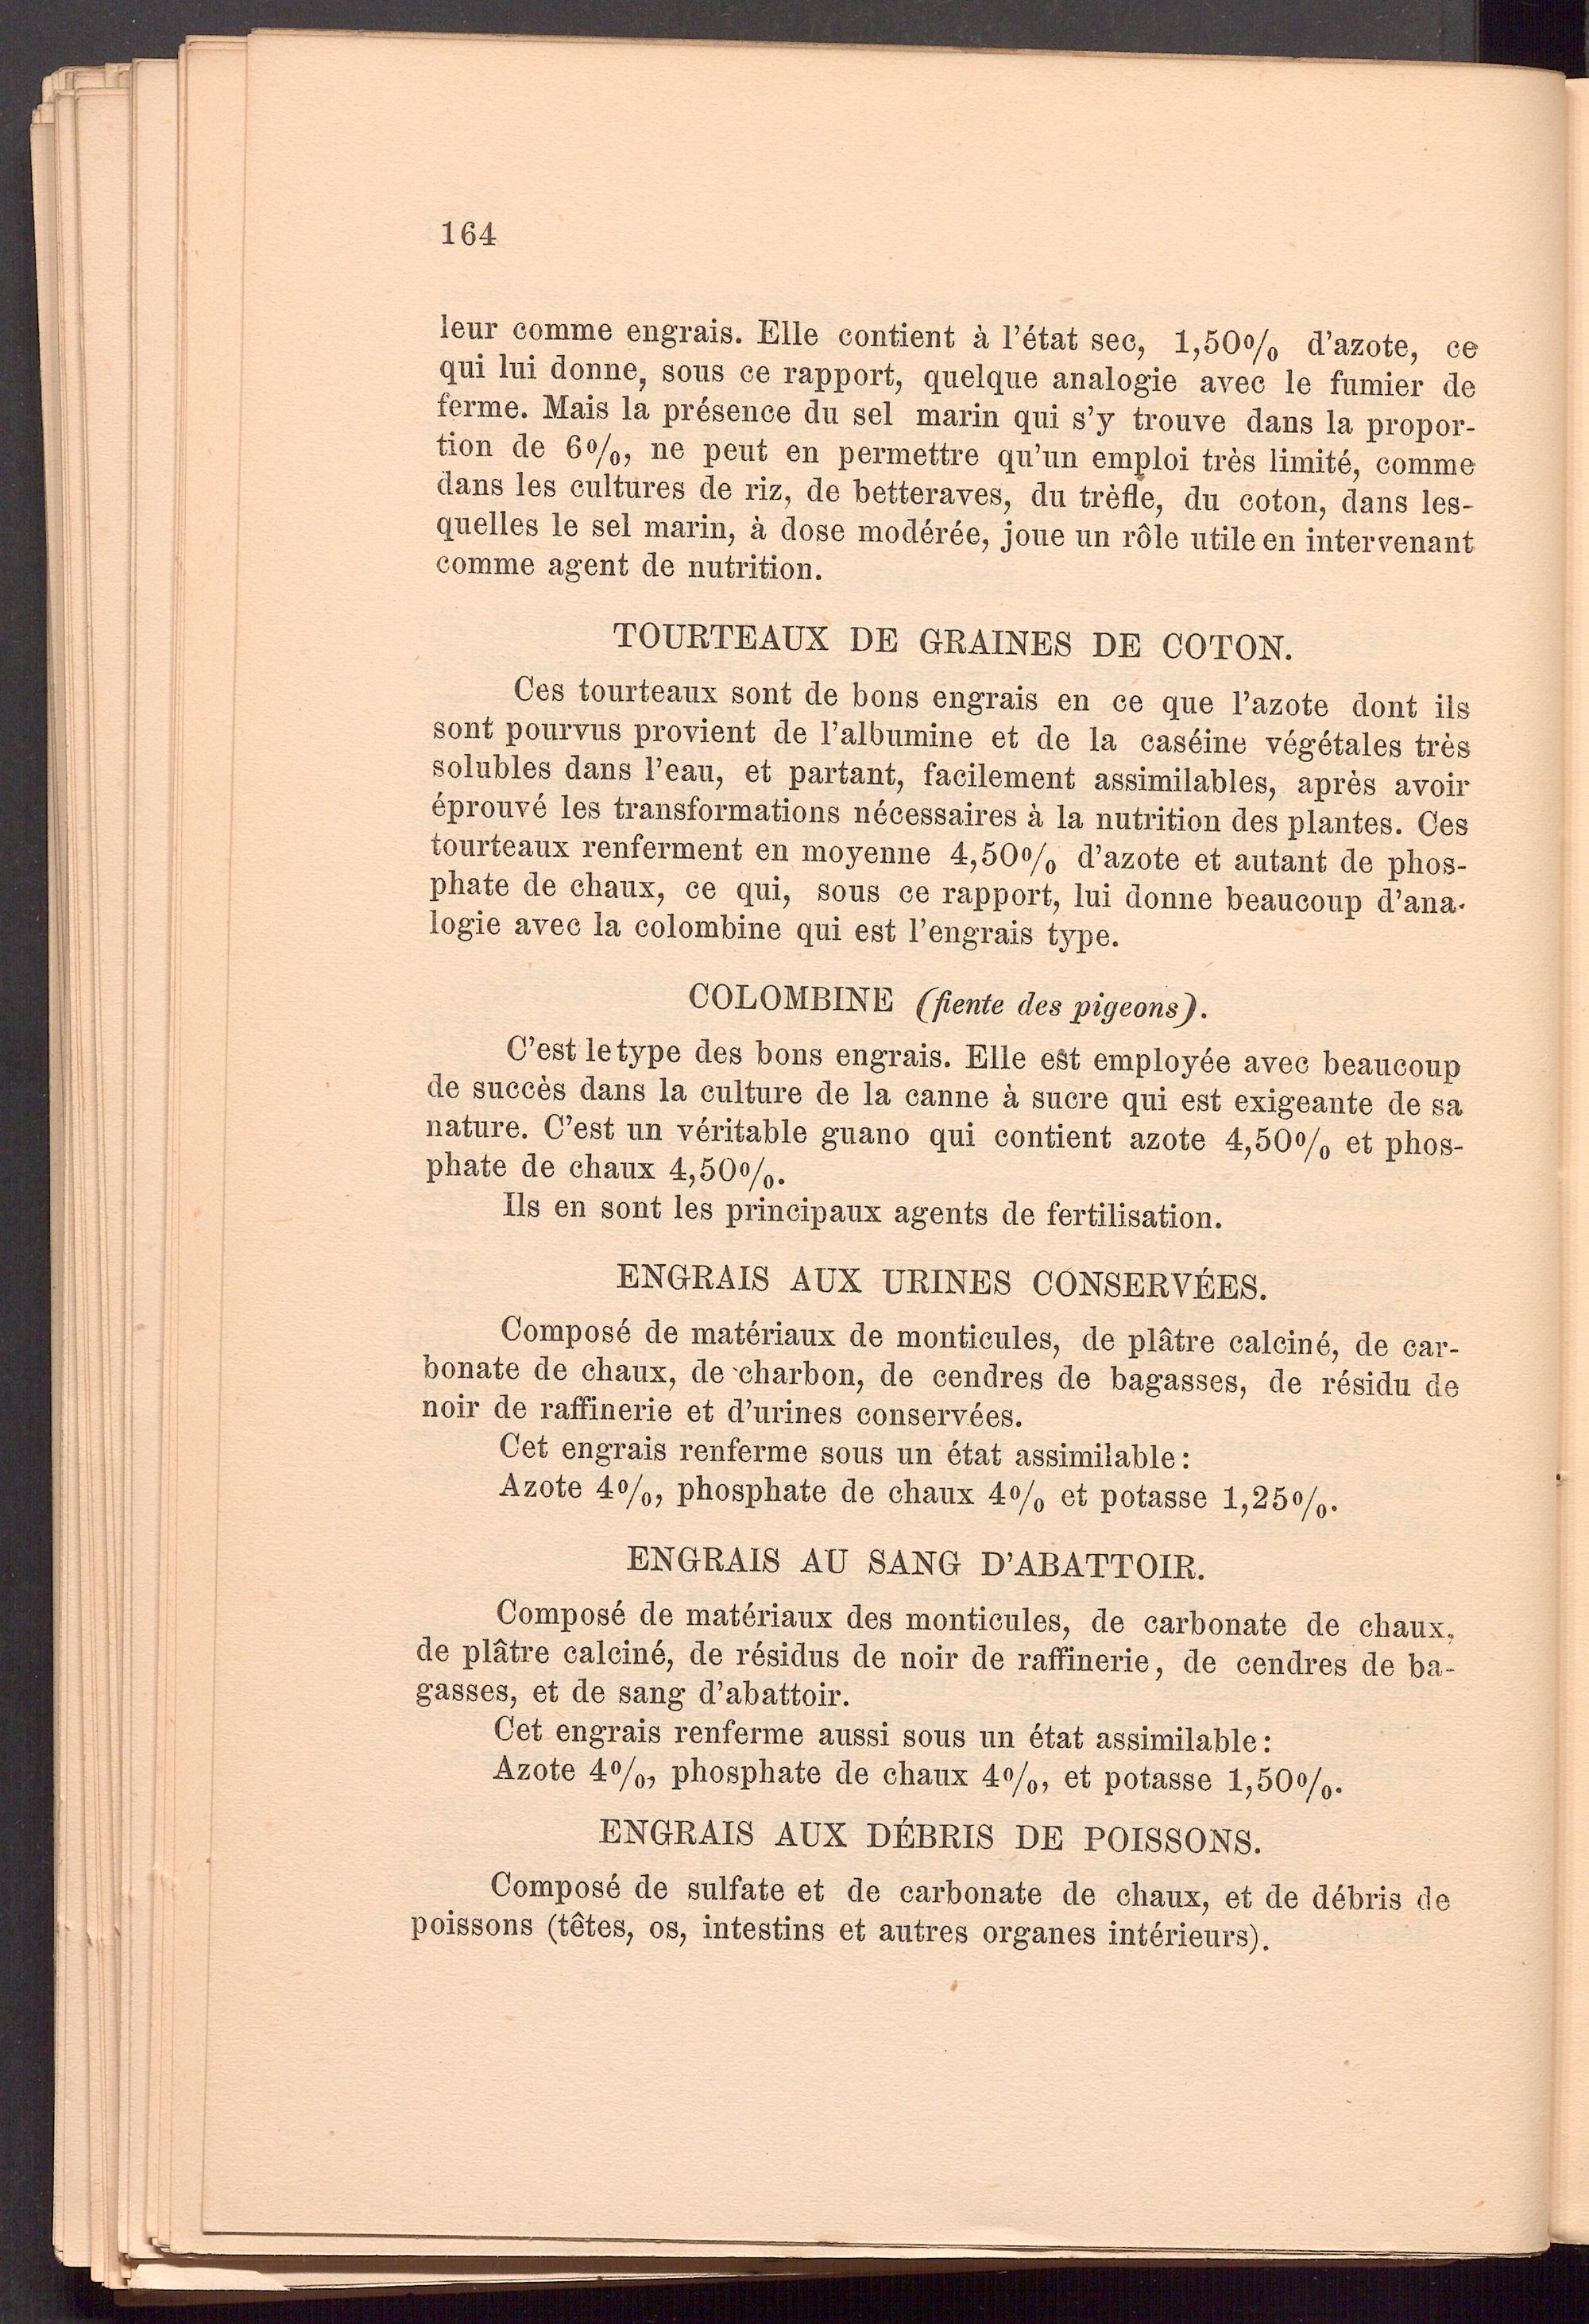 164
leur comme engrais. Elle contient à l'état sec, 1,50% d'azote, ce
qui lui donne, sous ce rapport, quelque analogie avec le fumier de
ferme. Mais la présence du sel marin qui s'y trouve dans la propor-
tion de 6%, ne peut en permettre qu'un emploi très limité, comme
dans les cultures de riz, de betteraves, du trèfle, du coton, dans les-
quelles le sel marin, à dose modérée, joue un rôle utile en intervenant
comme agent de nutrition.
TOURTEAUX DE GRAINES DE COTON.
Ces tourteaux sont de bons engrais en ce que l'azote dont ils
sont pourvus provient de l'albumine et de la caséine végétales très
solubles dans l'eau, et partant, facilement assimilables, après avoir
éprouvé les transformations nécessaires à la nutrition des plantes. Ces
tourteaux renferment en moyenne 4,50% d'azote et autant de phos-
phate de chaux, ce qui, sous ce rapport, lui donne beaucoup d'ana-
logie avec la colombine qui est l'engrais type.
COLOMBINE (fiente des pigeons).
C'est le type des bons engrais. Elle est employée avec beaucoup
de succès dans la culture de la canne à sucre qui est exigeante de sa
nature. C'est un véritable guano qui contient azote 4,50% et phos-
phate de chaux 4,50%.
Ils en sont les principaux agents de fertilisation.
ENGRAIS AUX URINES CONSERVÉES.
Composé de matériaux de monticules, de plâtre calciné, de car-
bonate de chaux, de charbon, de cendres de bagasses, de résidu de
noir de raffinerie et d'urines conservées.
Cet engrais renferme sous un état assimilable:
Azote 4%, phosphate de chaux 4% et potasse 1,25%.
ENGRAIS AU SANG D'ABATTOIR.
Composé de matériaux des monticules, de carbonate de chaux,
de plâtre calciné, de résidus de noir de raffinerie, de cendres de ba-
gasses, et de sang d'abattoir.
Cet engrais renferme aussi sous un état assimilable:
Azote 4%, phosphate de chaux 4%, et potasse 1,50%.
ENGRAIS AUX DÉBRIS DE POISSONS.
Composé de sulfate et de carbonate de chaux, et de débris de
poissons (têtes, os, intestins et autres organes intérieurs).